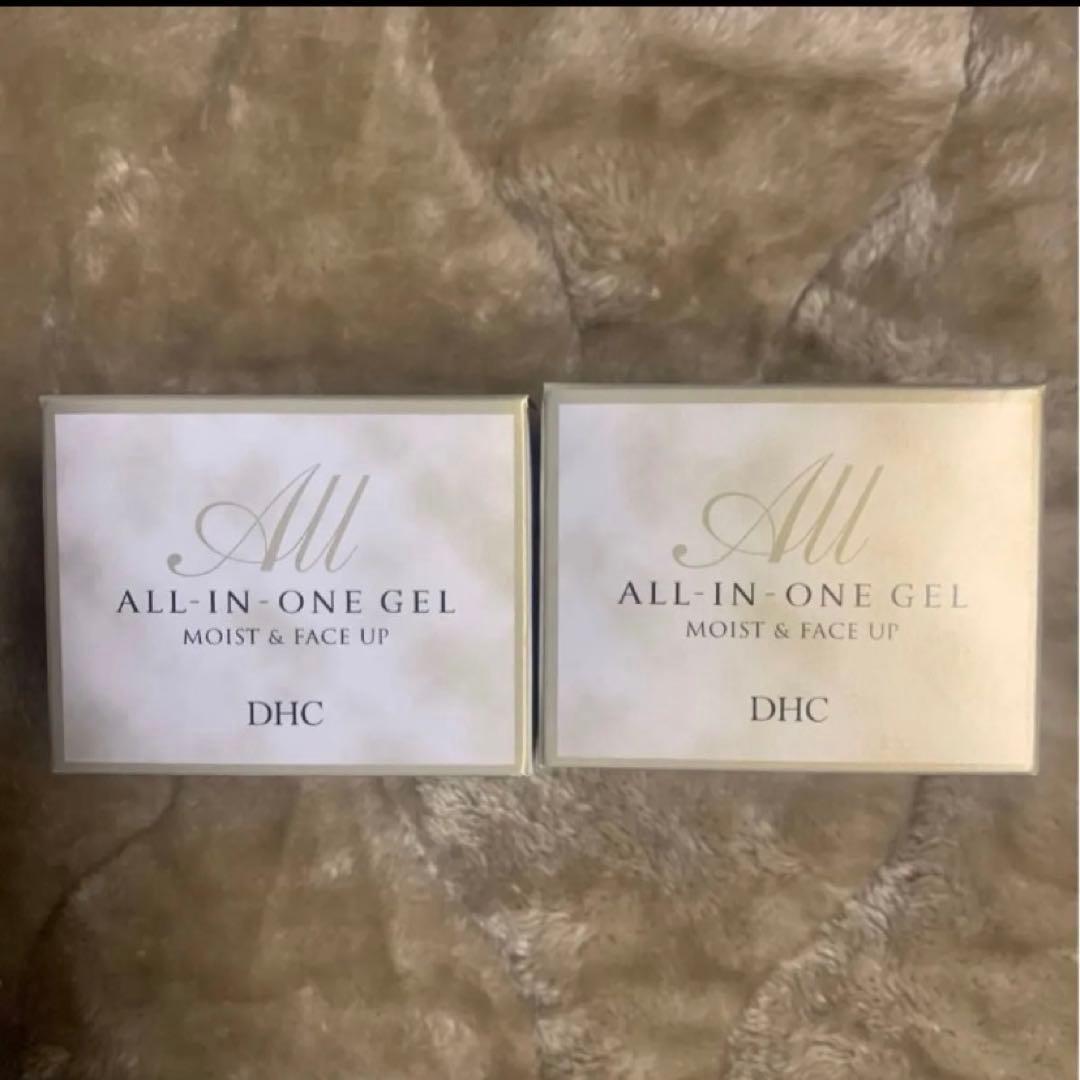 All
ALL-IN-ONE GEL
MOIST & FACE UP
DHC
All
ALL-IN-ONE GEL
MOIST & FACE UP
DHC